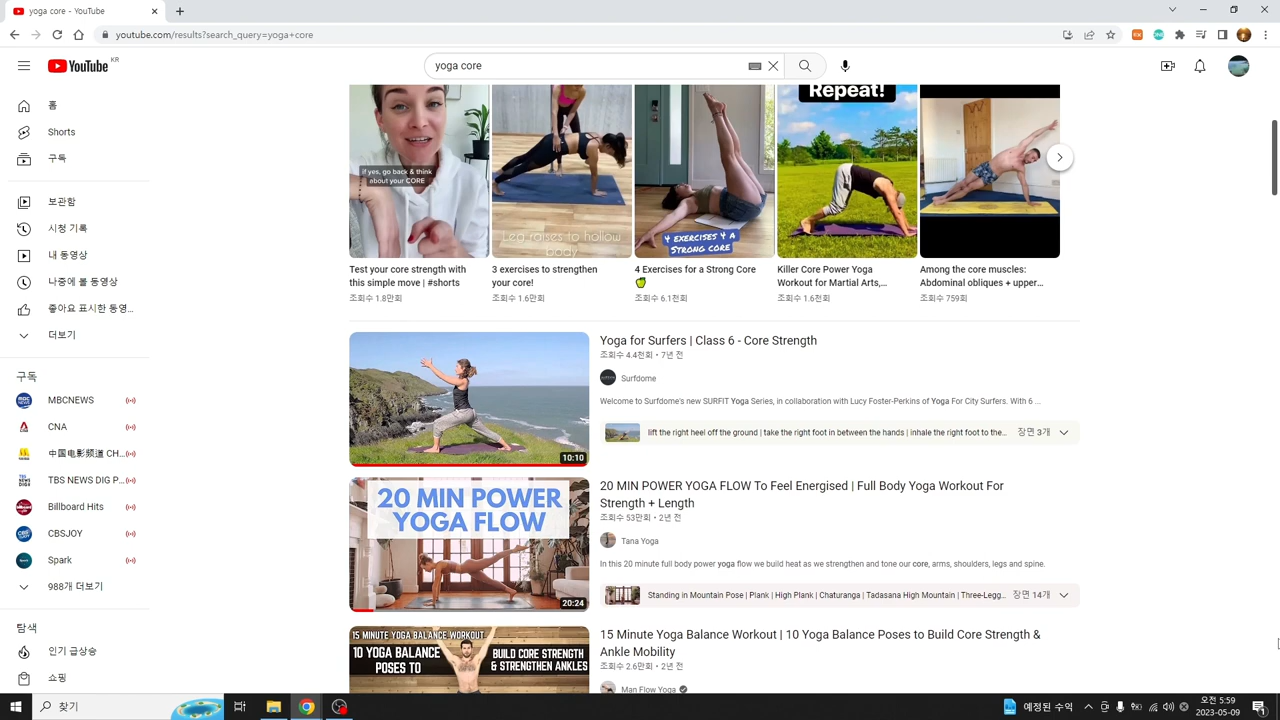 yoga core - YouTube
youtube.com/results?search_query=yoga+core
YouTube KR
yoga core
홈
Shorts
구독
보관함
시청 기록
내 동영상
나중에 볼 동영상
좋아요 표시한 동영...
더보기
구독
MBCNEWS
CNA
中国电影频道 CH...
TBS NEWS DIG P...
Billboard Hits
CBSJOY
Spark
988개 더보기
탐색
인기 급상승
쇼핑
if yes, go back & think
about your CORE
Leg raises to hollow
body
4 EXERCISES 4 A
STRONG CORE
Repeat!
Test your core strength with
this simple move | #shorts
조회수 1.8만회
3 exercises to strengthen
your core!
조회수 1.6만회
4 Exercises for a Strong Core
🍏
조회수 6.1천회
Killer Core Power Yoga
Workout for Martial Arts,...
조회수 1.6천회
Among the core muscles:
Abdominal obliques + upper...
조회수 759회
10:10
Yoga for Surfers | Class 6 - Core Strength
조회수 4.4천회 • 7년 전
Surfdome
Welcome to Surfdome's new SURFIT Yoga Series, in collaboration with Lucy Foster-Perkins of Yoga For City Surfers. With 6 ...
lift the right heel off the ground | take the right foot in between the hands | inhale the right foot to the... 장면 3개
20 MIN POWER
YOGA FLOW
20:24
20 MIN POWER YOGA FLOW To Feel Energised | Full Body Yoga Workout For
Strength + Length
조회수 53만회 • 2년 전
Tana Yoga
In this 20 minute full body power yoga flow we build heat as we strengthen and tone our core, arms, shoulders, legs and spine.
Standing in Mountain Pose | Plank | High Plank | Chaturanga | Tadasana High Mountain | Three-Legg... 장면 14개
15 MINUTE YOGA BALANCE WORKOUT
10 YOGA BALANCE
POSES TO
BUILD CORE STRENGTH
& STRENGTHEN ANKLES
15 Minute Yoga Balance Workout | 10 Yoga Balance Poses to Build Core Strength &
Ankle Mobility
조회수 2.6만회 • 2년 전
Man Flow Yoga
찾기
예정된 수익
오전 5:59
2023-05-09